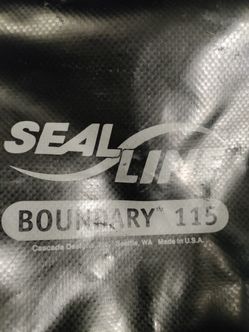 SEAL
LINE
BOUNDARY™ 115
Cascade Designs, Seattle, WA Made in U.S.A.